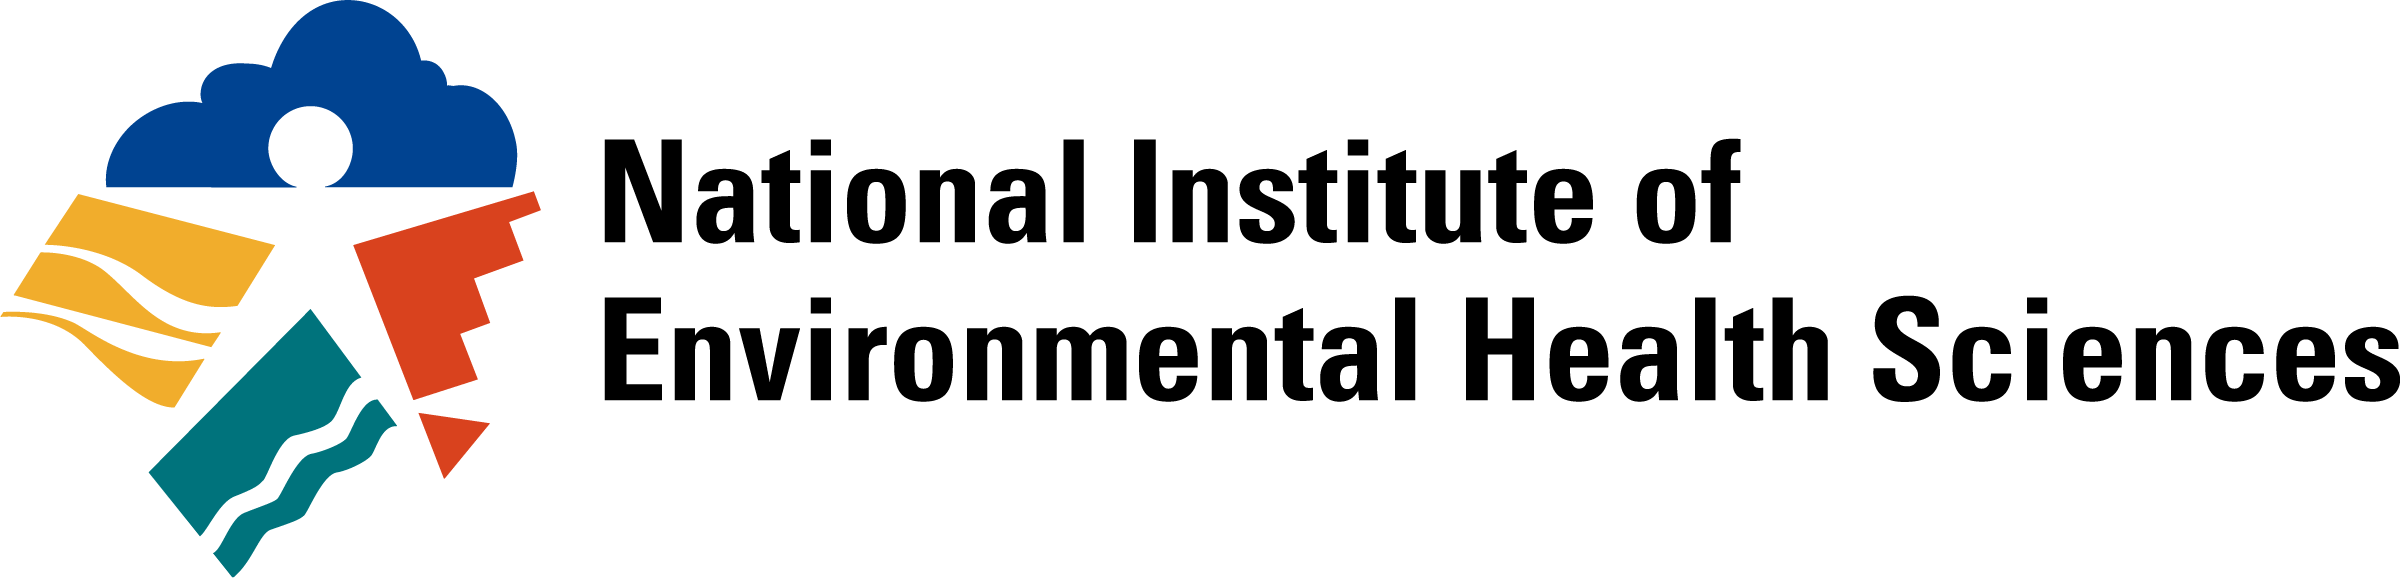 National Institute of
Environmental Health Sciences